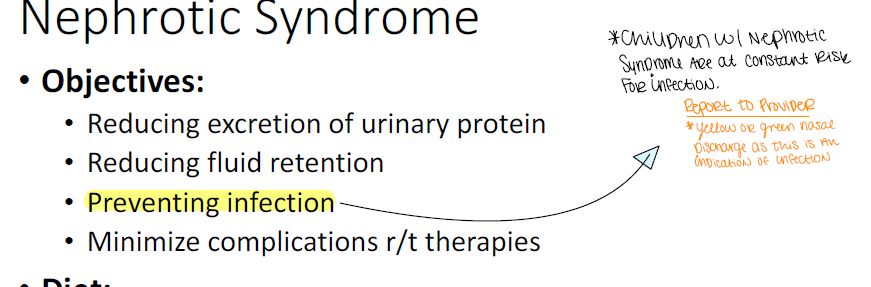 Nephrotic Syndrome
• Objectives:
• Reducing excretion of urinary protein
• Reducing fluid retention
• Preventing infection
• Minimize complications r/t therapies
*Children w/ Nephrotic
Syndrome are at constant risk
for infection.
Report to Provider
*Yellow or green nasal
Discharge as this is an
indication of infection
• Diet: